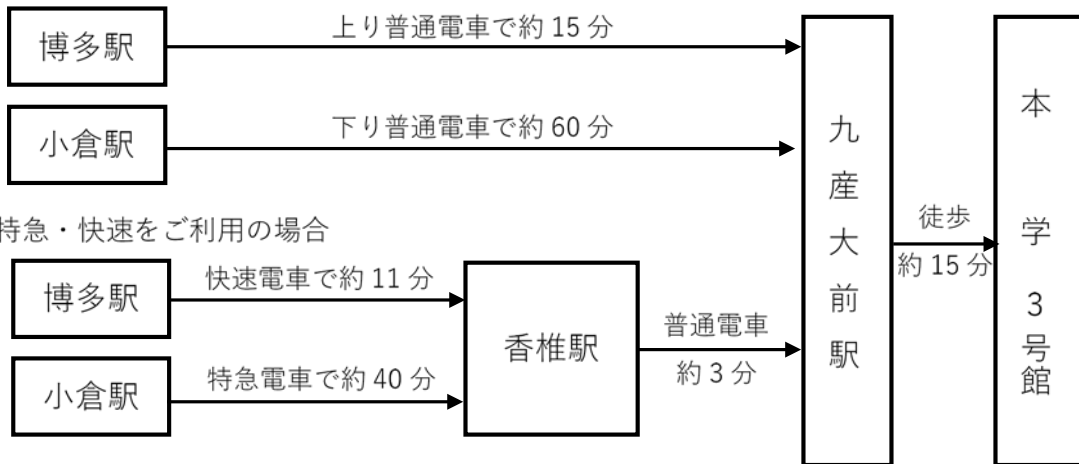 博多駅
上り普通電車で約 15 分
小倉駅
下り普通電車で約 60 分
特急・快速をご利用の場合
博多駅
快速電車で約 11 分
小倉駅
特急電車で約 40 分
香椎駅
普通電車
約 3 分
九産大前駅
徒歩
約 15 分
本学3号館